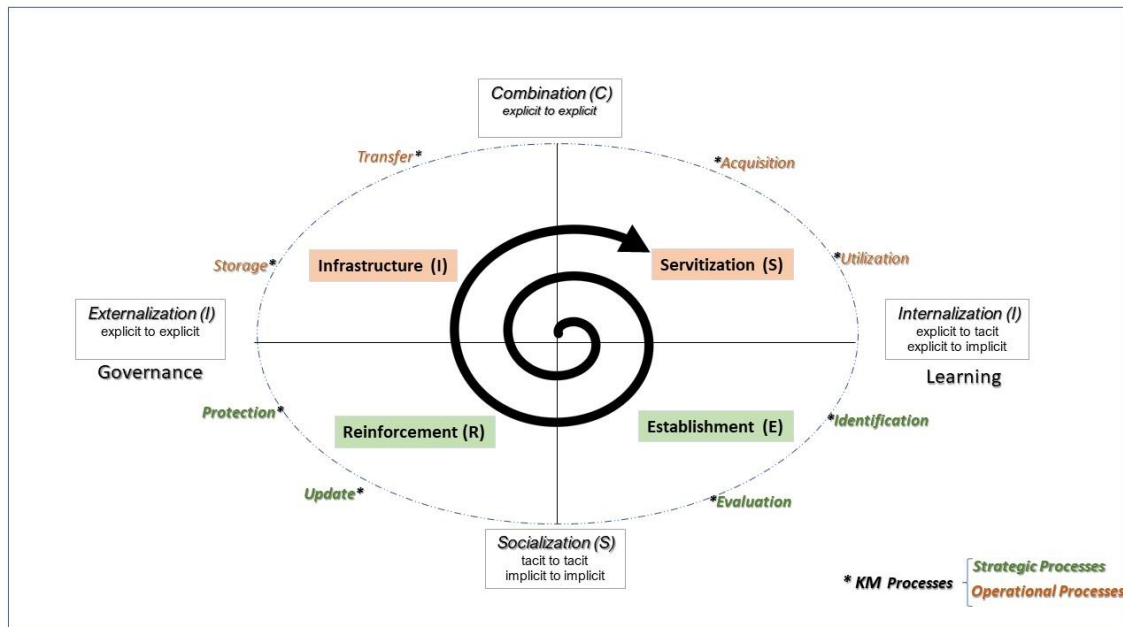 Combination (C)
explicit to explicit
Transfer*
*Acquisition
Storage*
Infrastructure (I)
Servitization (S)
*Utilization
Externalization (I)
explicit to explicit
Governance
Internalization (I)
explicit to tacit
explicit to implicit
Learning
Protection*
Reinforcement (R)
Establishment (E)
*Identification
Update*
*Evaluation
Socialization (S)
tacit to tacit
implicit to implicit
* KM Processes
Strategic Processes
Operational Processes